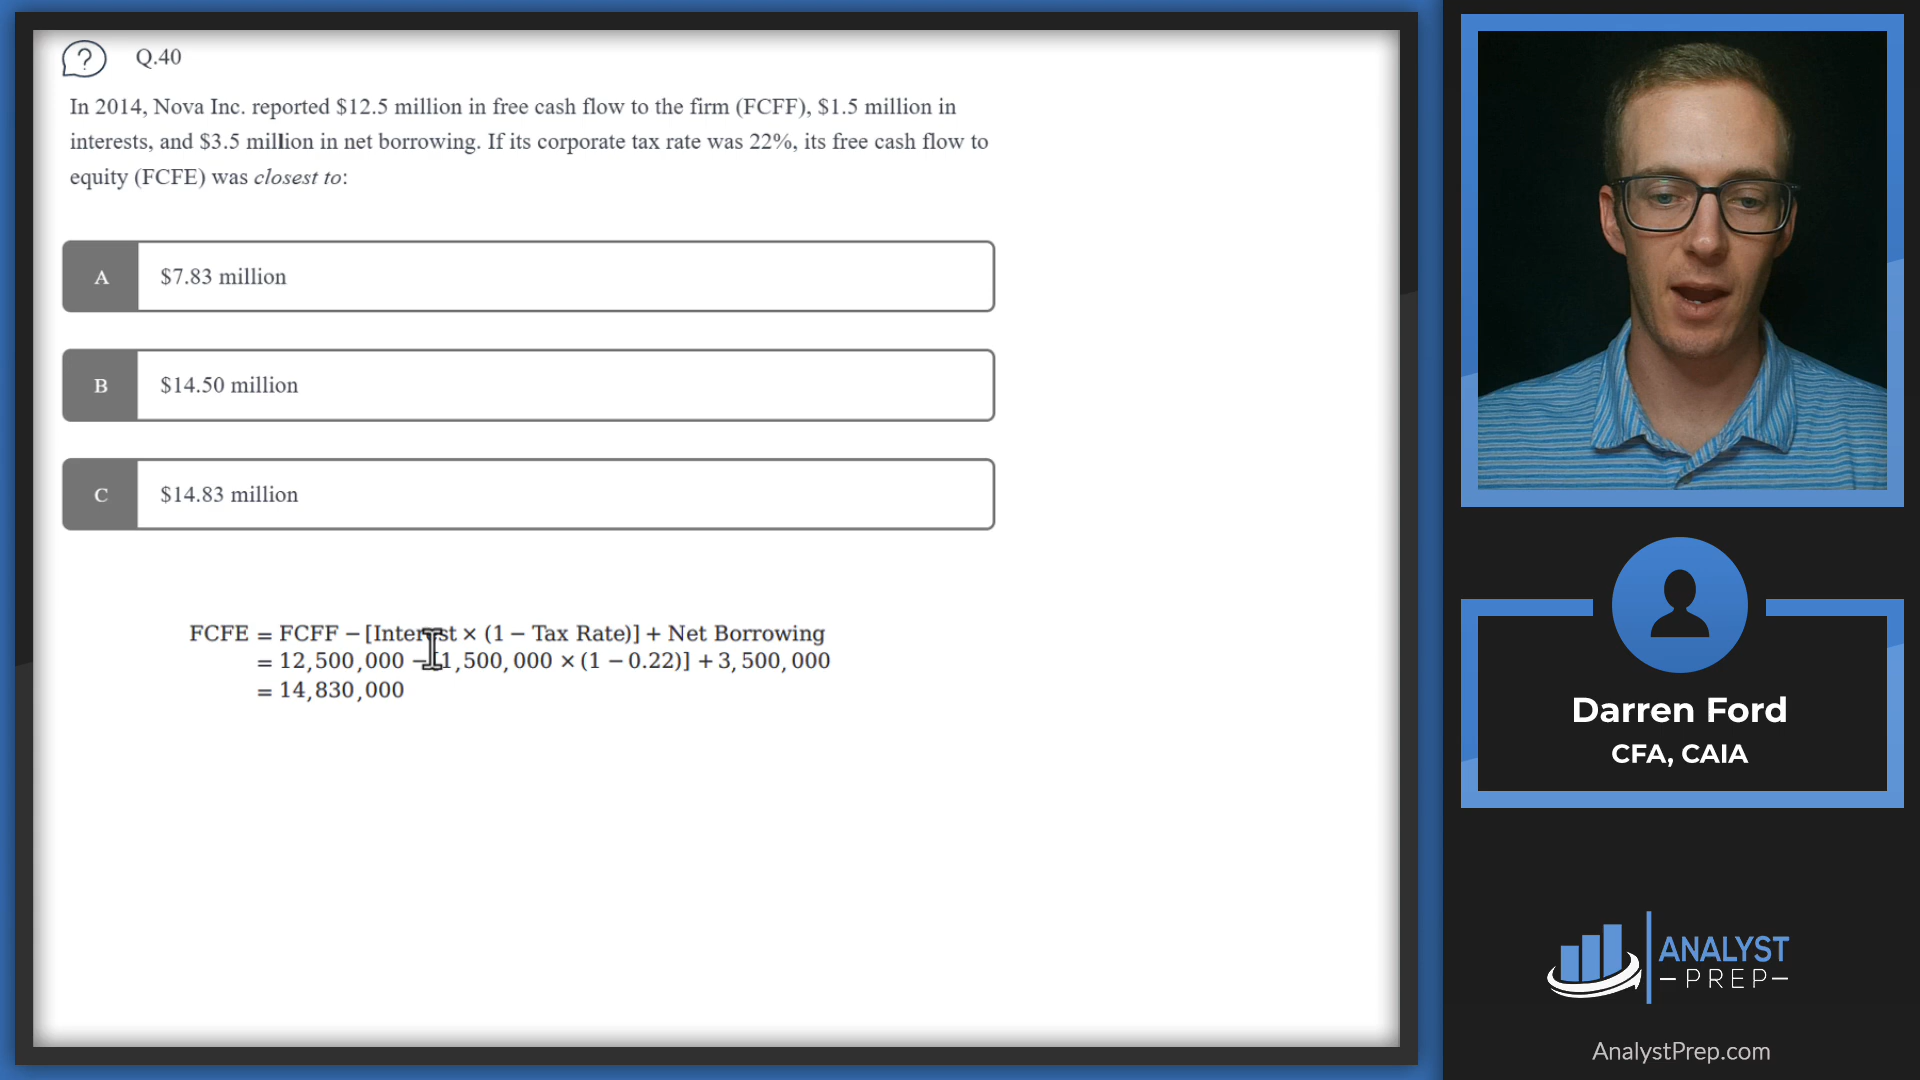 ?
Q.40
In 2014, Nova Inc. reported $12.5 million in free cash flow to the firm (FCFF), $1.5 million in
interests, and $3.5 million in net borrowing. If its corporate tax rate was 22%, its free cash flow to
equity (FCFE) was closest to:
A $7.83 million
B $14.50 million
C $14.83 million
FCFE = FCFF − [Interest × (1 − Tax Rate)] + Net Borrowing
= 12,500,000 − [1,500,000 × (1 − 0.22)] + 3,500,000
= 14,830,000
Darren Ford
CFA, CAIA
ANALYST
PREP
AnalystPrep.com